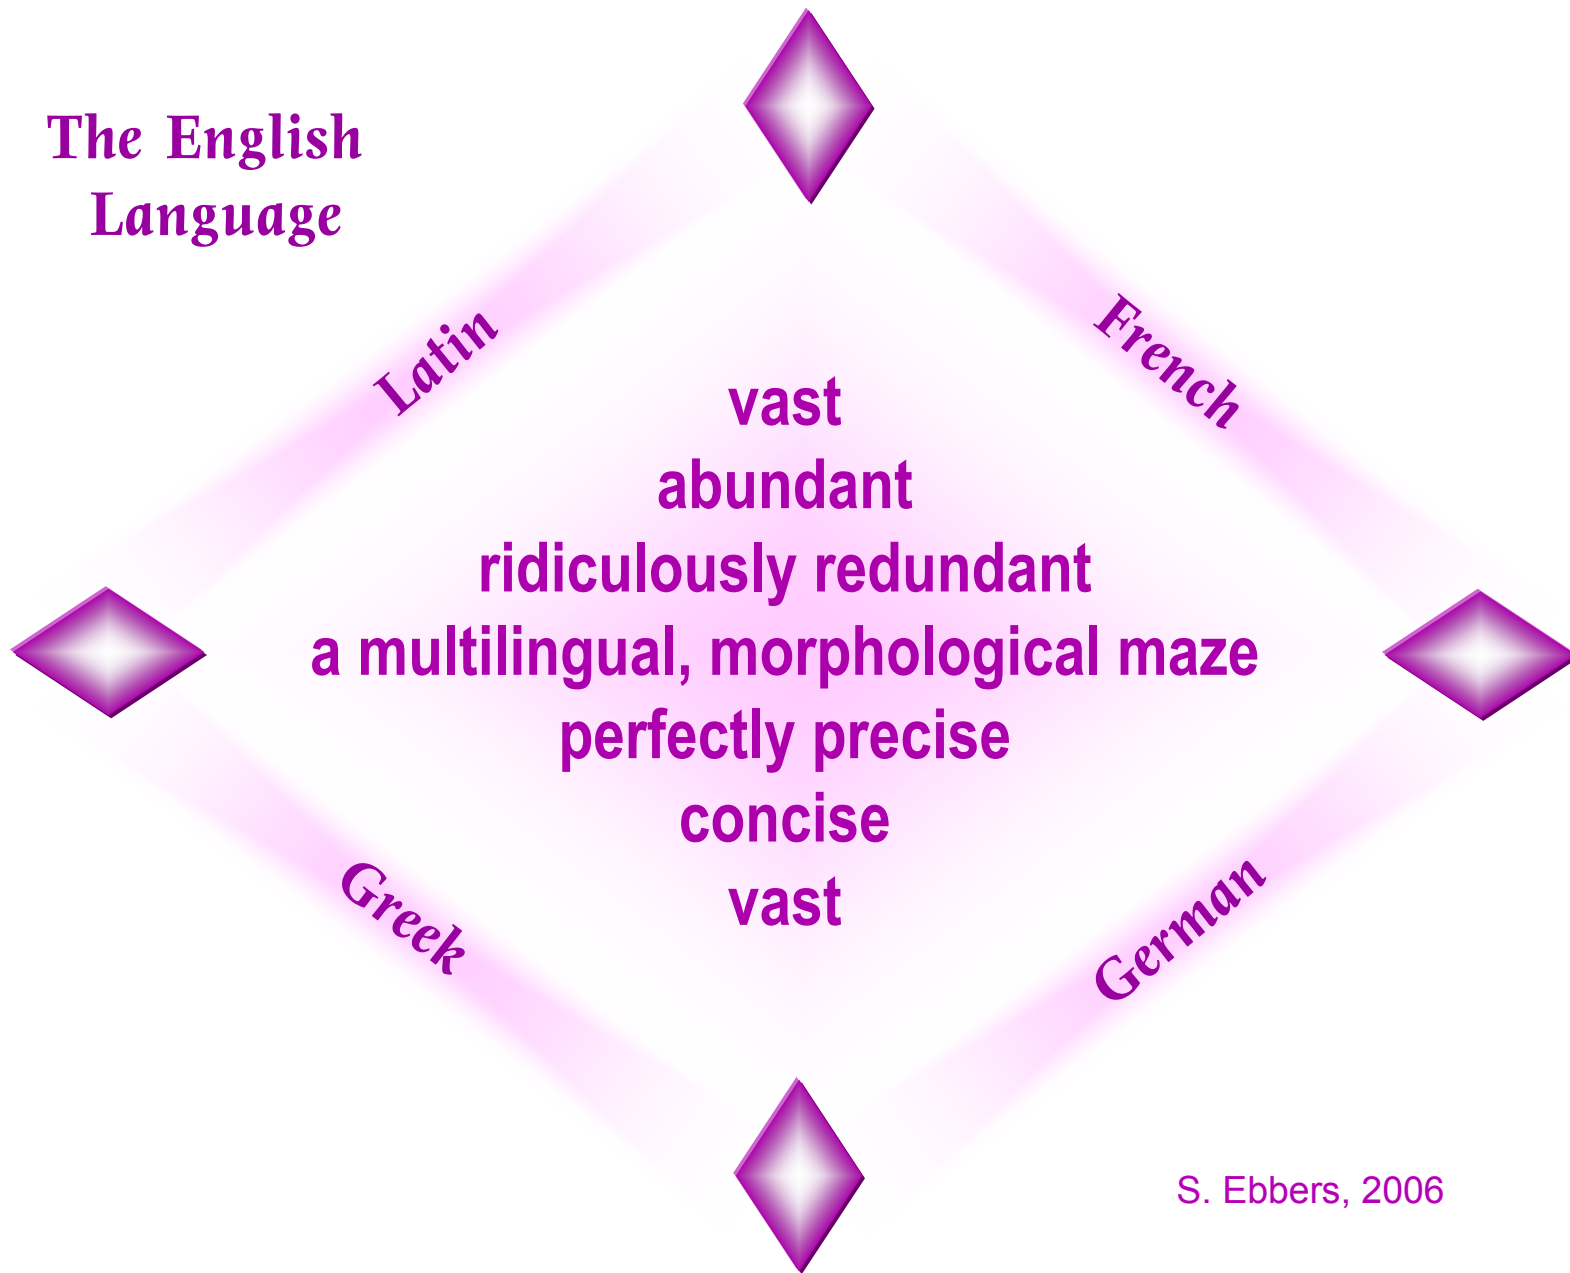 The English
Language
Latin
French
vast
abundant
ridiculously redundant
a multilingual, morphological maze
perfectly precise
concise
vast
Greek
German
S. Ebbers, 2006